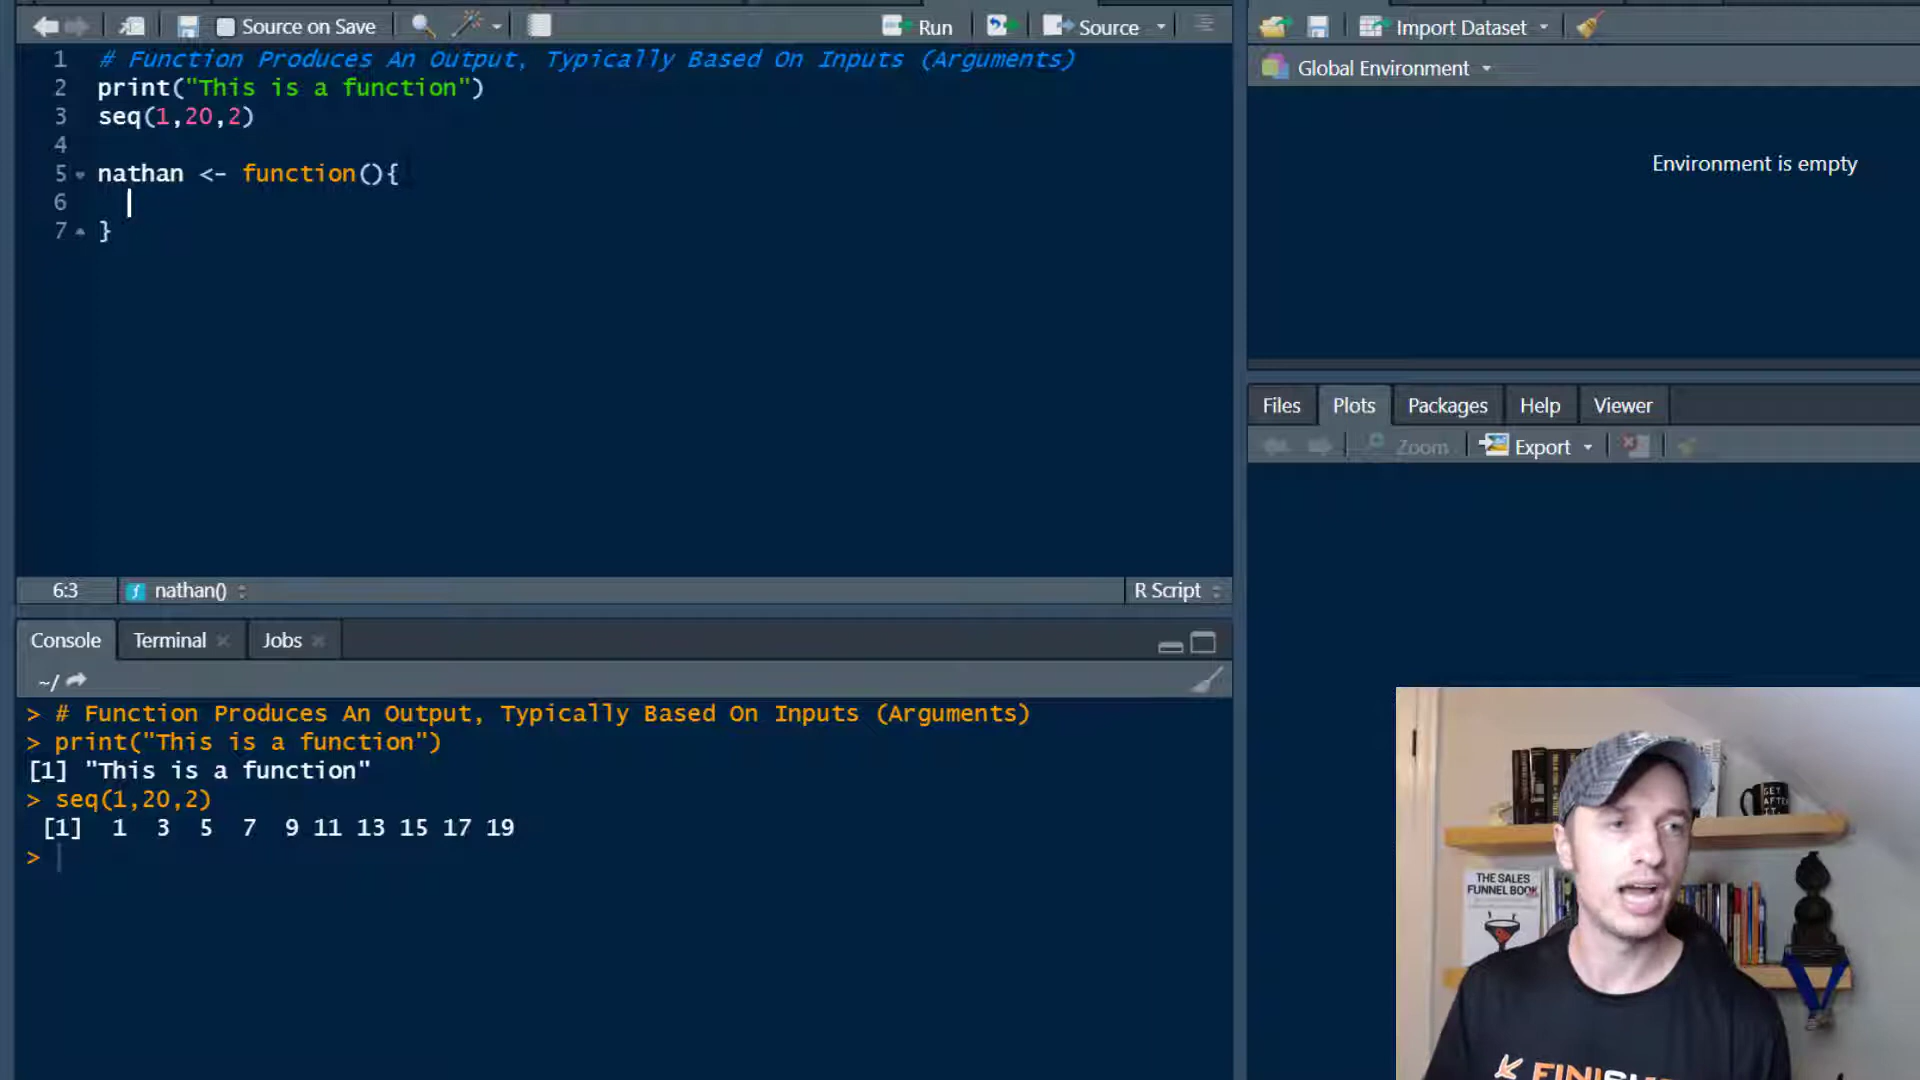 Source on Save
Run
Source
1 # Function Produces An Output, Typically Based On Inputs (Arguments)
2 print("This is a function")
3 seq(1,20,2)
4
5 nathan <- function(){
6
7 }
6:3
nathan()
R Script
Console
Terminal
Jobs
~/
> # Function Produces An Output, Typically Based On Inputs (Arguments)
> print("This is a function")
[1] "This is a function"
> seq(1,20,2)
[1] 1 3 5 7 9 11 13 15 17 19
>
Import Dataset
Global Environment
Environment is empty
Files
Plots
Packages
Help
Viewer
Zoom
Export
GET
AFTER
IT
THE SALES
FUNNEL BOOK